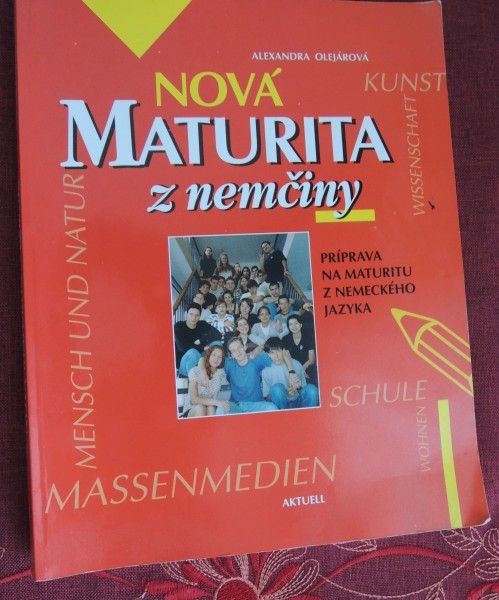 ALEXANDRA OLEJÁROVÁ
NOVÁ
MATURITA
z nemčiny
KUNST
WISSENSCHAFT
MENSCH UND NATUR
PRÍPRAVA
NA MATURITU
Z NEMECKÉHO
JAZYKA
SCHULE
WOHNEN
MASSENMEDIEN
AKTUELL